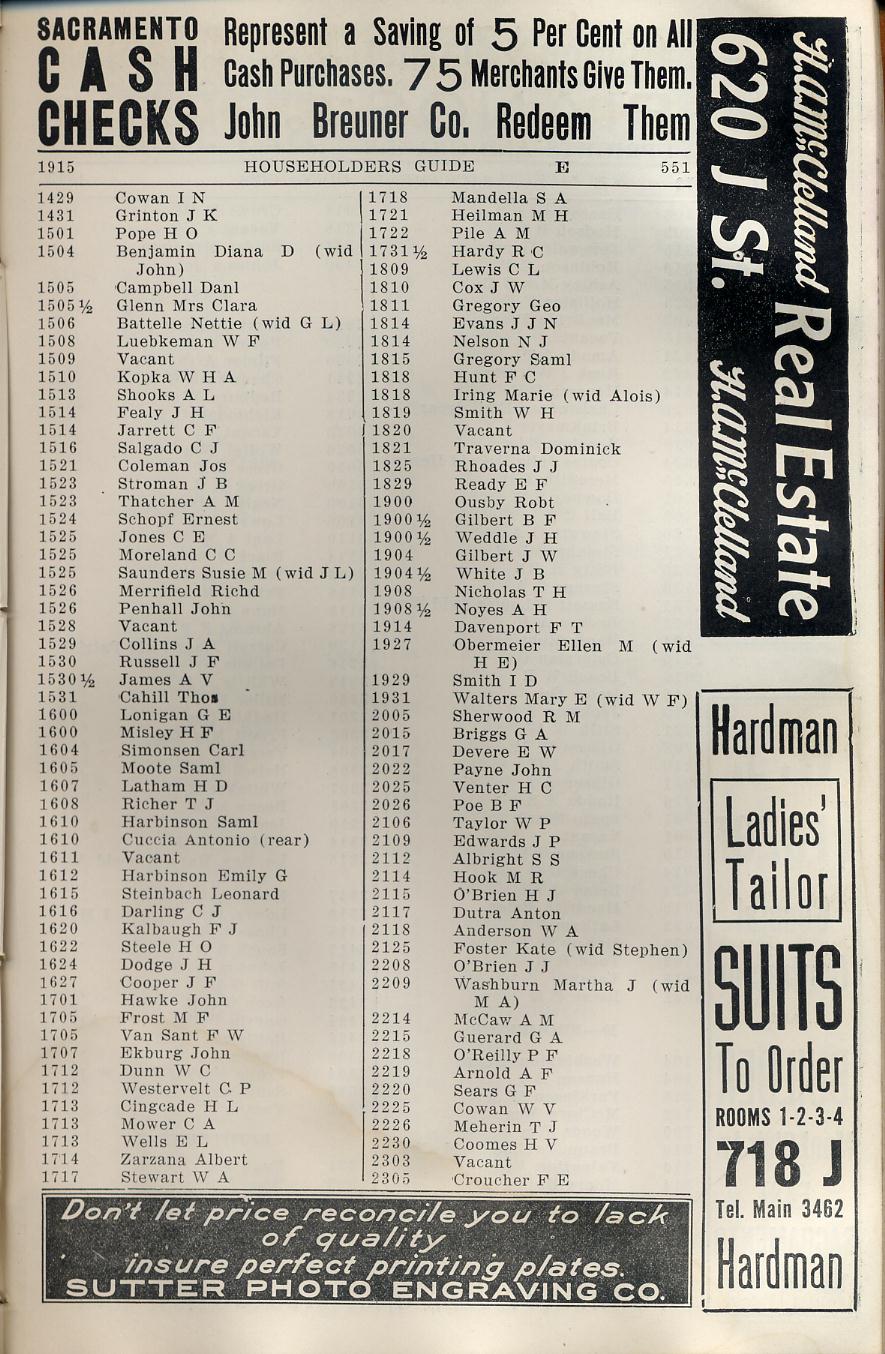 SACRAMENTO
CASH
CHECKS
Represent a Saving of 5 Per Cent on All
Cash Purchases. 75 Merchants Give Them.
John Breuner Co. Redeem Them
1915 HOUSEHOLDERS GUIDE E 551
1429 Cowan I N
1431 Grinton J K
1501 Pope H O
1504 Benjamin Diana D (wid
John)
1505 Campbell Danl
1505½ Glenn Mrs Clara
1506 Battelle Nettie (wid G L)
1508 Luebkeman W F
1509 Vacant
1510 Kopka W H A
1513 Shooks A L
1514 Fealy J H
1514 Jarrett C F
1516 Salgado C J
1521 Coleman Jos
1523 Stroman J B
1523 Thatcher A M
1524 Schopf Ernest
1525 Jones C E
1525 Moreland C C
1525 Saunders Susie M (wid J L)
1526 Merrifield Richd
1526 Penhall John
1528 Vacant
1529 Collins J A
1530 Russell J F
1530½ James A V
1531 Cahill Thos
1600 Lonigan G E
1600 Misley H F
1604 Simonsen Carl
1605 Moote Saml
1607 Latham H D
1608 Richer T J
1610 Harbinson Saml
1610 Cuccia Antonio (rear)
1611 Vacant
1612 Harbinson Emily G
1615 Steinbach Leonard
1616 Darling C J
1620 Kalbaugh F J
1622 Steele H O
1624 Dodge J H
1627 Cooper J F
1701 Hawke John
1705 Frost M F
1705 Van Sant F W
1707 Ekburg John
1712 Dunn W C
1712 Westervelt C P
1713 Cingcade H L
1713 Mower C A
1713 Wells E L
1714 Zarzana Albert
1717 Stewart W A
1718 Mandella S A
1721 Heilman M H
1722 Pile A M
1731½ Hardy R C
1809 Lewis C L
1810 Cox J W
1811 Gregory Geo
1814 Evans J J N
1814 Nelson N J
1815 Gregory Saml
1818 Hunt F C
1818 Iring Marie (wid Alois)
1819 Smith W H
1820 Vacant
1821 Traverna Dominick
1825 Rhoades J J
1829 Ready E F
1900 Ousby Robt
1900½ Gilbert B F
1900½ Weddle J H
1904 Gilbert J W
1904½ White J B
1908 Nicholas T H
1908½ Noyes A H
1914 Davenport F T
1927 Obermeier Ellen M (wid
H E)
1929 Smith I D
1931 Walters Mary E (wid W F)
2005 Sherwood R M
2015 Briggs G A
2017 Devere E W
2022 Payne John
2025 Venter H C
2026 Poe B F
2106 Taylor W P
2109 Edwards J P
2112 Albright S S
2114 Hook M R
2115 O'Brien H J
2117 Dutra Anton
2118 Anderson W A
2125 Foster Kate (wid Stephen)
2208 O'Brien J J
2209 Washburn Martha J (wid
M A)
2214 McCaw A M
2215 Guerard G A
2218 O'Reilly P F
2219 Arnold A F
2220 Sears G F
2225 Cowan W V
2226 Meherin T J
2230 Coomes H V
2303 Vacant
2305 Croucher F E
H.A.McClelland Real Estate
620 J St. H.A.McClelland
Hardman
Ladies'
Tailor
SUITS
To Order
ROOMS 1-2-3-4
718 J
Tel. Main 3462
Hardman
Don't let price reconcile you to lack
of quality
insure perfect printing plates.
SUTTER PHOTO ENGRAVING CO.